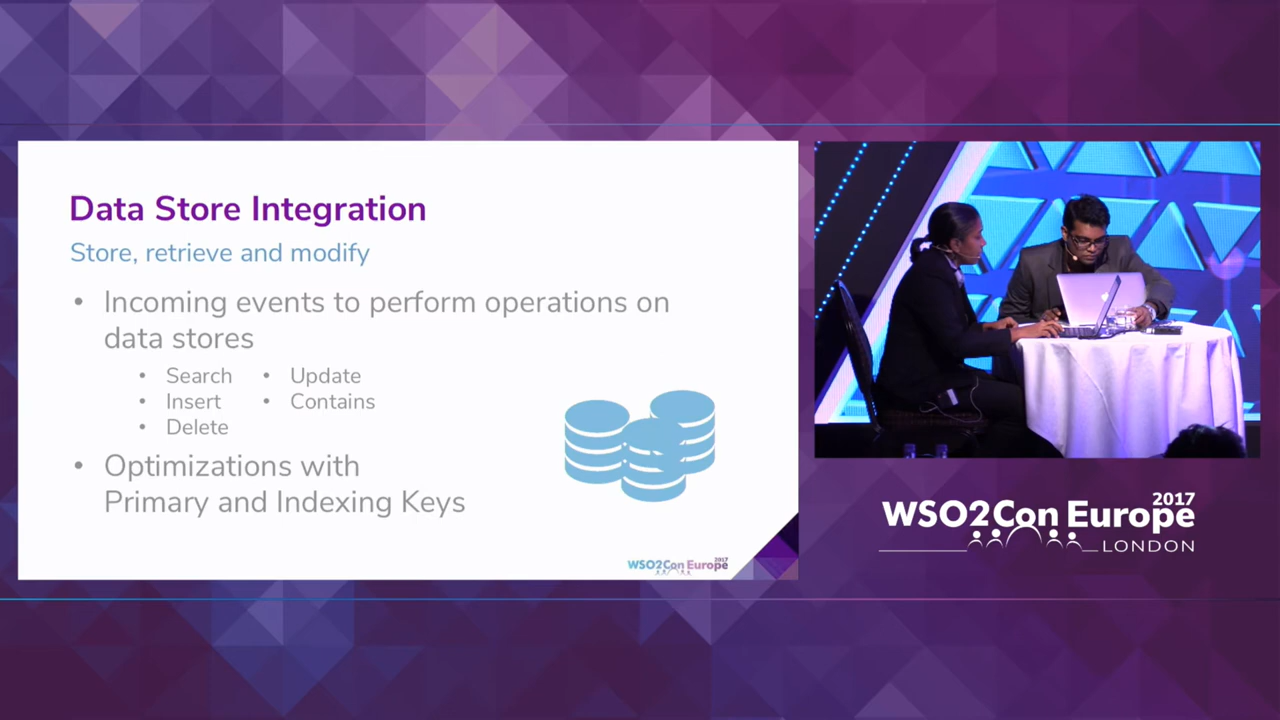 Data Store Integration
Store, retrieve and modify
• Incoming events to perform operations on
data stores
• Search
• Insert
• Delete
• Update
• Contains
• Optimizations with
Primary and Indexing Keys
WSO2Con Europe 2017
WSO2Con Europe 2017
LONDON